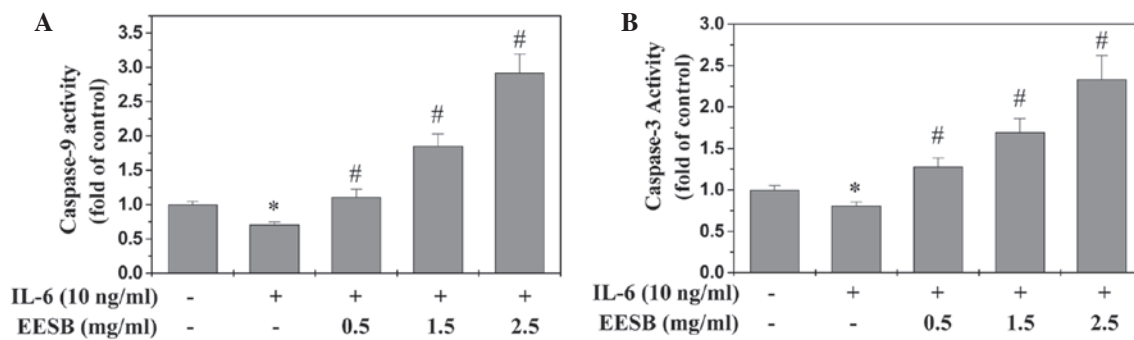 A
Caspase-9 activity
(fold of control)
3.5
3.0
2.5
2.0
1.5
1.0
0.5
0.0
*
#
#
#
IL-6 (10 ng/ml) - + + + +
EESB (mg/ml) - - 0.5 1.5 2.5
B
Caspase-3 Activity
(fold of control)
3.0
2.5
2.0
1.5
1.0
0.5
0.0
*
#
#
#
IL-6 (10 ng/ml) - + + + +
EESB (mg/ml) - - 0.5 1.5 2.5